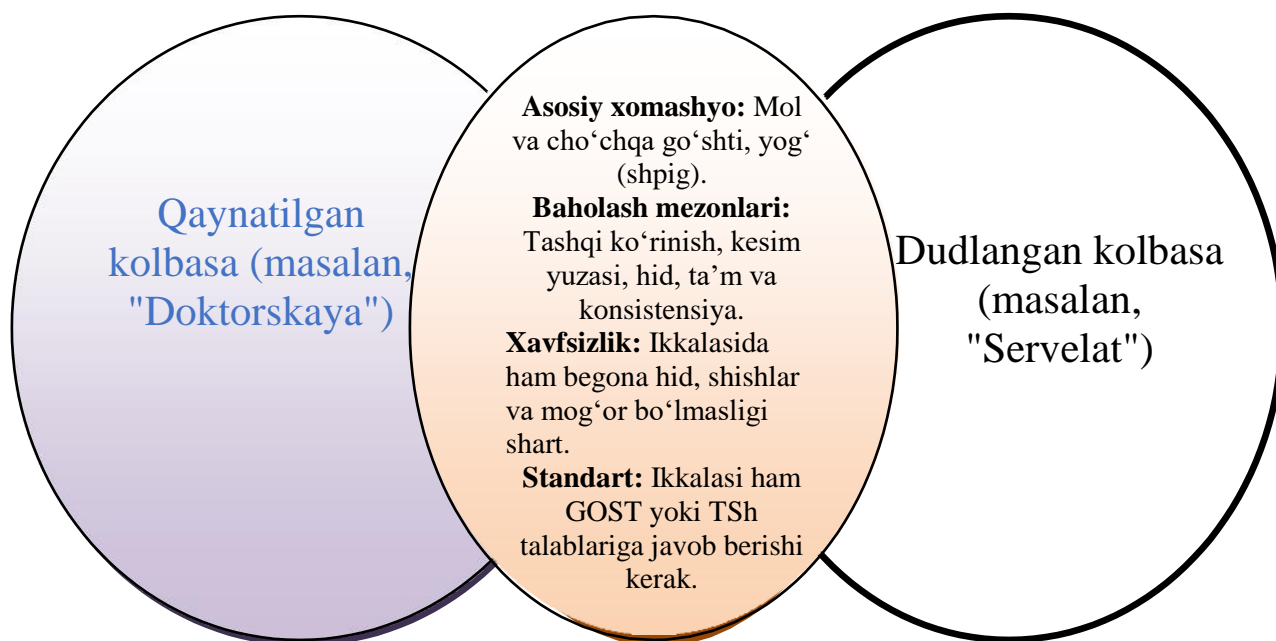 Qaynatilgan
kolbasa (masalan,
"Doktorskaya")
Asosiy xomashyo: Mol
va cho‘chqa go‘shti, yog‘
(shpig).
Baholash mezonlari:
Tashqi ko‘rinish, kesim
yuzasi, hid, ta’m va
konsistensiya.
Xavfsizlik: Ikkalasida
ham begona hid, shishlar
va mog‘or bo‘lmasligi
shart.
Standart: Ikkalasi ham
GOST yoki TSh
talablariga javob berishi
kerak.
Dudlangan kolbasa
(masalan,
"Servelat")